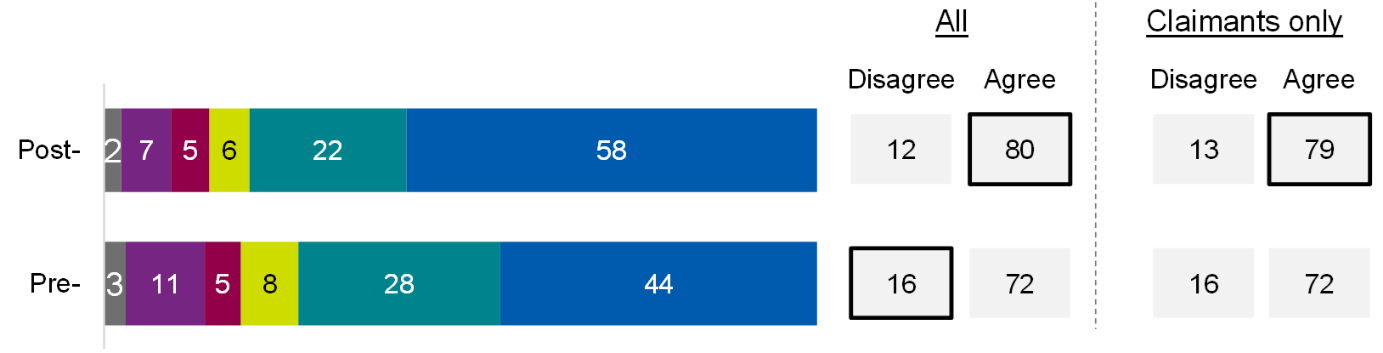 All Claimants only
Disagree Agree Disagree Agree
Post- 2 7 5 6 22 58 12 80 13 79
Pre- 3 11 5 8 28 44 16 72 16 72